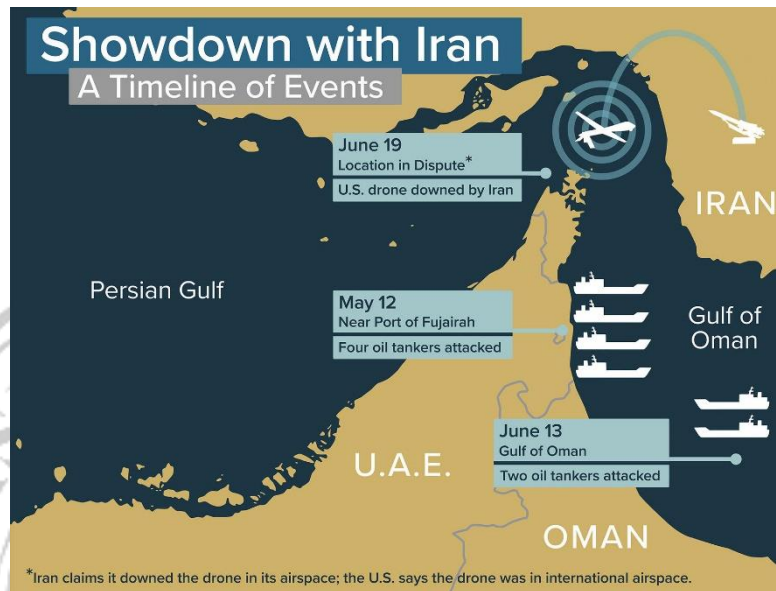 Showdown with Iran
A Timeline of Events
June 19
Location in Dispute*
U.S. drone downed by Iran
IRAN
Persian Gulf
May 12
Near Port of Fujairah
Four oil tankers attacked
Gulf of
Oman
June 13
Gulf of Oman
Two oil tankers attacked
U.A.E.
OMAN
*Iran claims it downed the drone in its airspace; the U.S. says the drone was in international airspace.